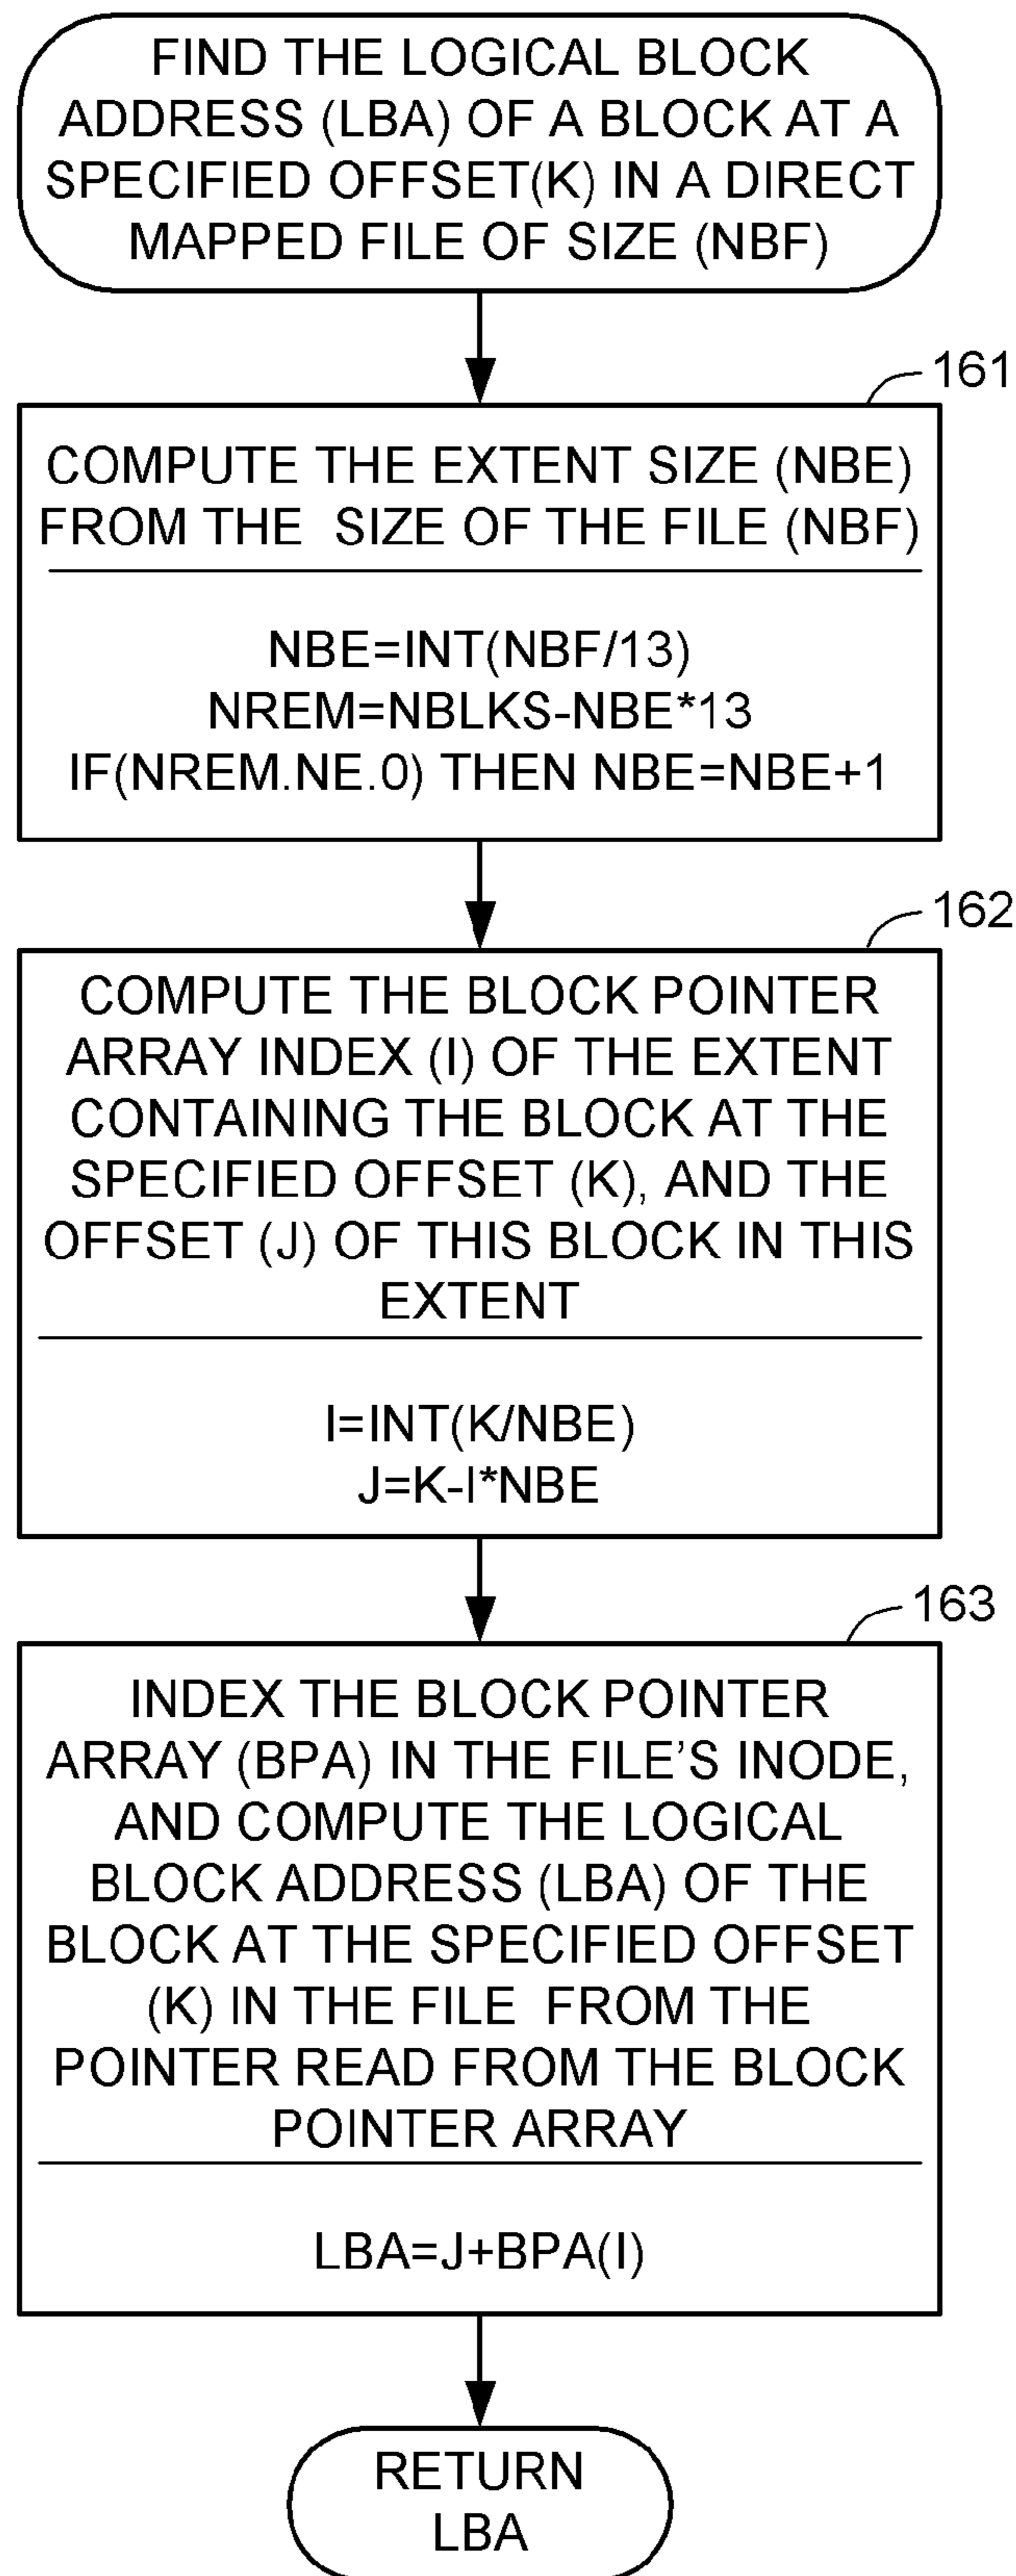 FIND THE LOGICAL BLOCK
ADDRESS (LBA) OF A BLOCK AT A
SPECIFIED OFFSET(K) IN A DIRECT
MAPPED FILE OF SIZE (NBF)
161
COMPUTE THE EXTENT SIZE (NBE)
FROM THE SIZE OF THE FILE (NBF)
NBE=INT(NBF/13)
NREM=NBLKS-NBE*13
IF(NREM.NE.0) THEN NBE=NBE+1
162
COMPUTE THE BLOCK POINTER
ARRAY INDEX (I) OF THE EXTENT
CONTAINING THE BLOCK AT THE
SPECIFIED OFFSET (K), AND THE
OFFSET (J) OF THIS BLOCK IN THIS
EXTENT
I=INT(K/NBE)
J=K-I*NBE
163
INDEX THE BLOCK POINTER
ARRAY (BPA) IN THE FILE'S INODE,
AND COMPUTE THE LOGICAL
BLOCK ADDRESS (LBA) OF THE
BLOCK AT THE SPECIFIED OFFSET
(K) IN THE FILE FROM THE
POINTER READ FROM THE BLOCK
POINTER ARRAY
LBA=J+BPA(I)
RETURN
LBA